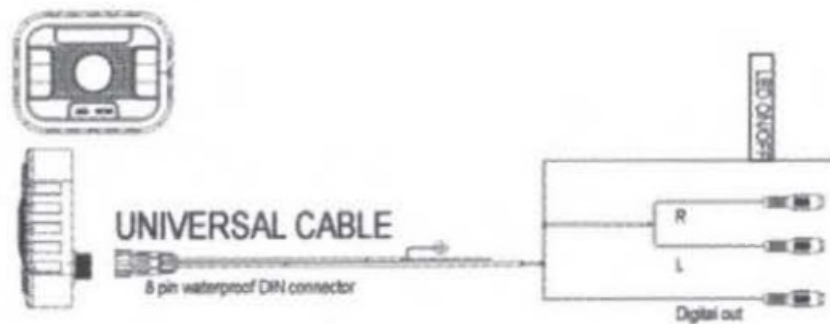 LED ON/OFF
UNIVERSAL CABLE
8 pin waterproof DIN connector
R
L
Digital out